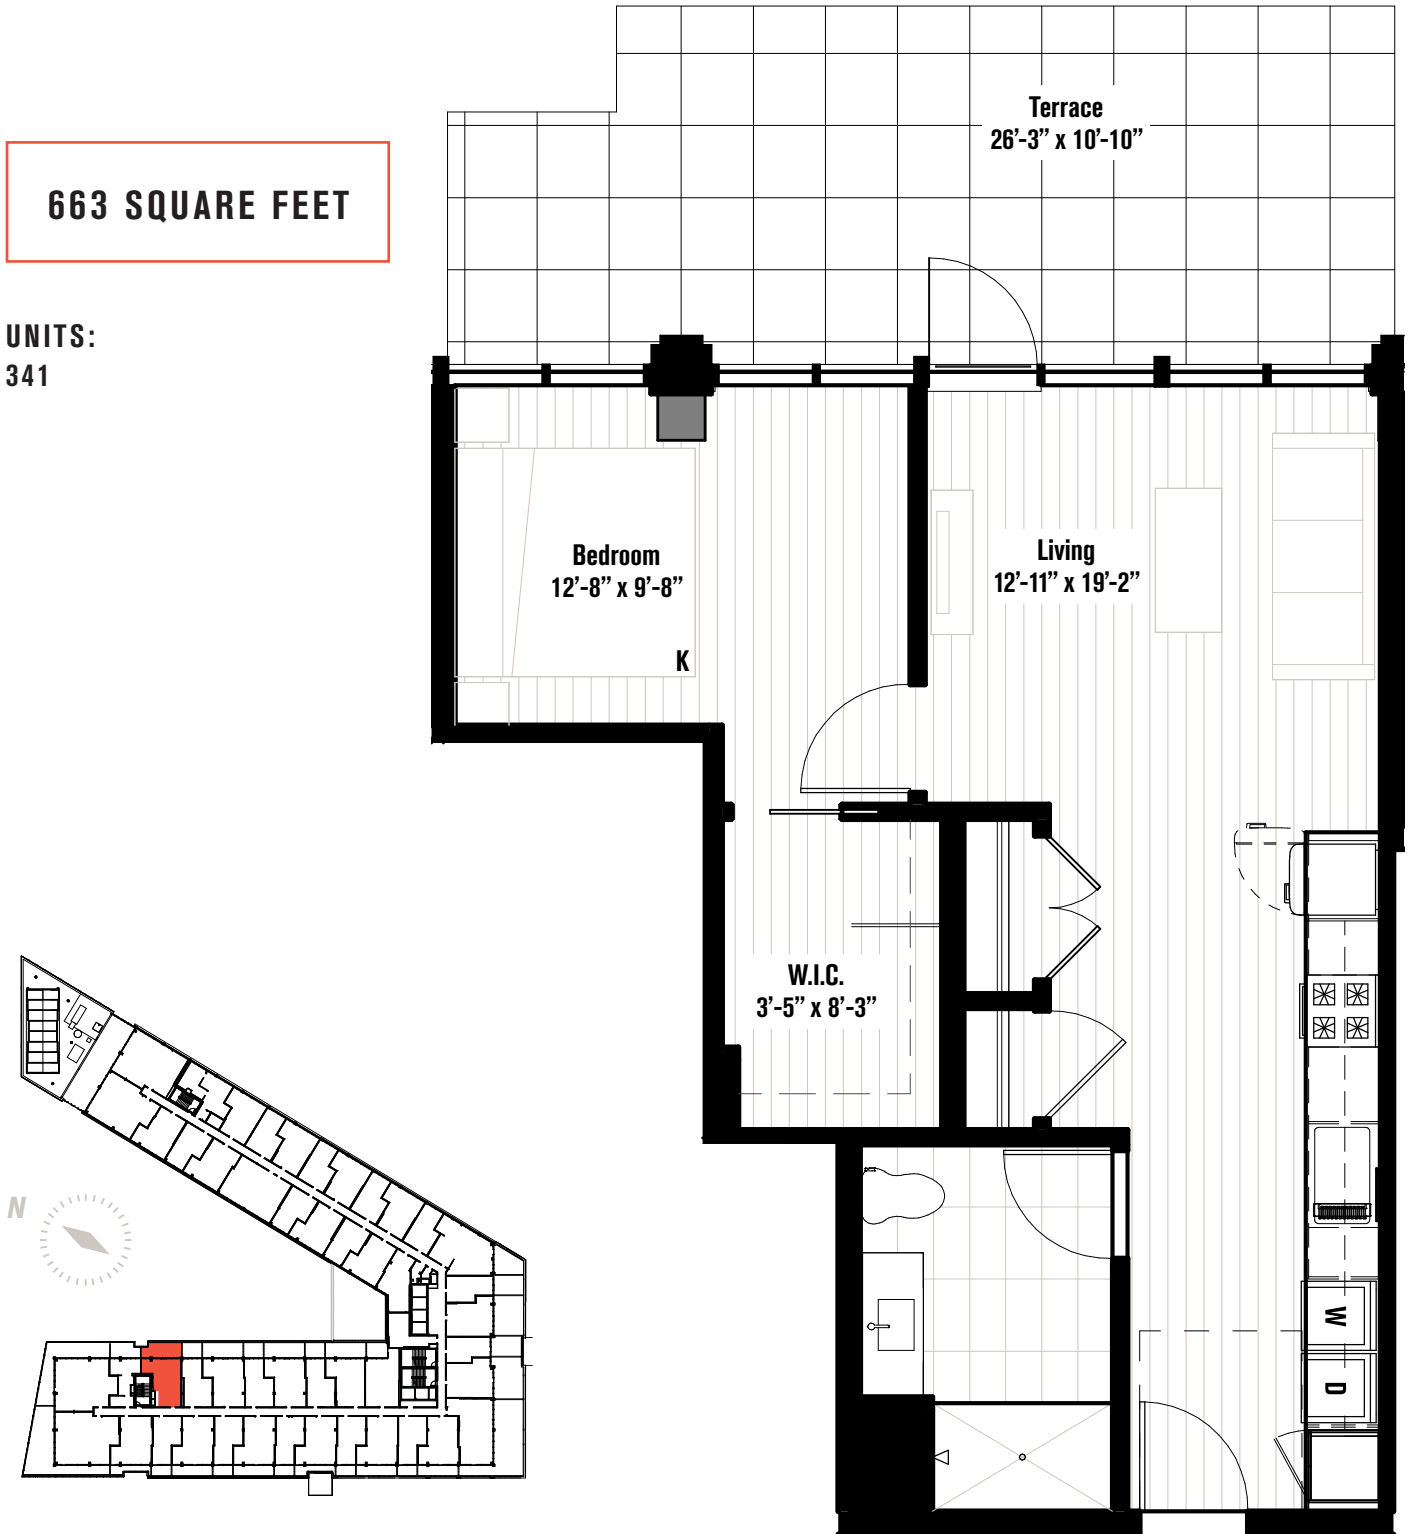 Terrace
26’-3” x 10’-10”
663 SQUARE FEET
UNITS:
341
Bedroom
12’-8” x 9’-8”
K
Living
12’-11” x 19’-2”
W.I.C.
3’-5” x 8’-3”
N
W
D